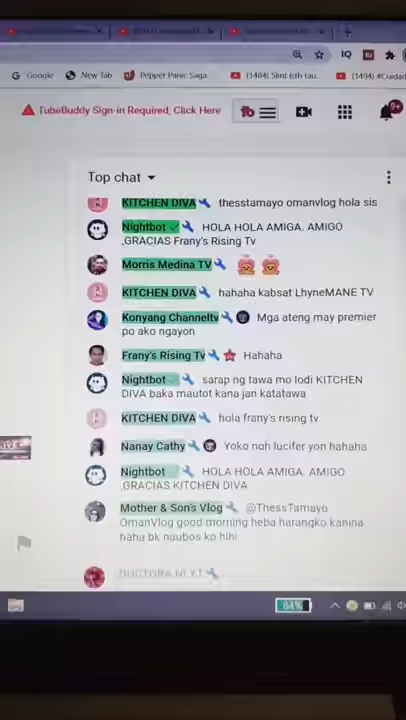 Google
New Tab
Pepper Panic Saga
(1484) Slint
(1494)
TubeBuddy Sign-in Required, Click Here
tb
9+
Top chat
KITCHEN DIVA thesstamayo omanvlog hola sis
Nightbot HOLA HOLA AMIGA. AMIGO
,GRACIAS Frany's Rising Tv
Morris Medina TV
KITCHEN DIVA hahaha kabsat LhyneMANE TV
Konyang Channeltv Mga ateng may premier
po ako ngayon
Frany's Rising Tv Hahaha
Nightbot sarap ng tawa mo lodi KITCHEN
DIVA baka mautot kana jan katatawa
KITCHEN DIVA hola frany's rising tv
Nanay Cathy Yoko noh lucifer yon hahaha
Nightbot HOLA HOLA AMIGA. AMIGO
,GRACIAS KITCHEN DIVA
Mother & Son's Vlog @ThessTamayo
OmanVlog good morning heba harangko kanina
haha bk naubos ko hihi
84%